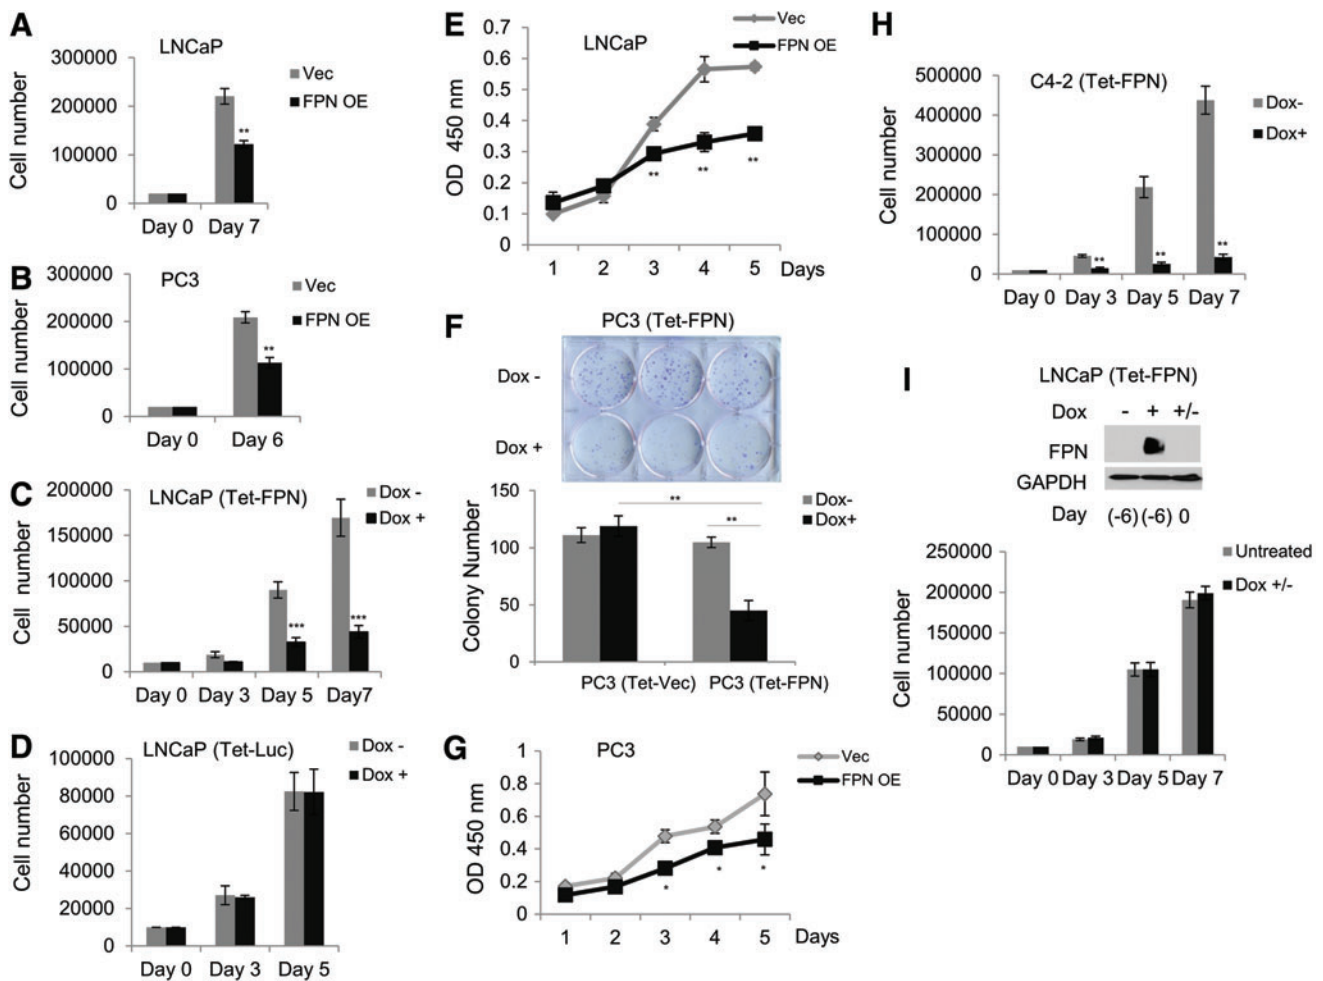 A
LNCaP
Cell number
300000
200000
100000
0
Vec
FPN OE
**
Day 0 Day 7
B
PC3
Cell number
300000
200000
100000
0
Vec
FPN OE
**
Day 0 Day 6
C
LNCaP (Tet-FPN)
Cell number
200000
150000
100000
50000
0
Dox -
Dox +
***
***
Day 0 Day 3 Day 5 Day7
D
LNCaP (Tet-Luc)
Cell number
100000
80000
60000
40000
20000
0
Dox -
Dox +
Day 0 Day 3 Day 5
E
LNCaP
OD 450 nm
0.7
0.6
0.5
0.4
0.3
0.2
0.1
0
Vec
FPN OE
** ** **
1 2 3 4 5 Days
F
PC3 (Tet-FPN)
Dox -
Dox +
Colony Number
150
100
50
0
**
**
Dox-
Dox+
PC3 (Tet-Vec) PC3 (Tet-FPN)
G
PC3
OD 450 nm
1
0.8
0.6
0.4
0.2
0
Vec
FPN OE
* * *
1 2 3 4 5 Days
H
C4-2 (Tet-FPN)
Cell number
500000
400000
300000
200000
100000
0
Dox-
Dox+
** ** **
Day 0 Day 3 Day 5 Day 7
I
LNCaP (Tet-FPN)
Dox - + +/-
FPN
GAPDH
Day (-6) (-6) 0
Cell number
250000
200000
150000
100000
50000
0
Untreated
Dox +/-
Day 0 Day 3 Day 5 Day 7